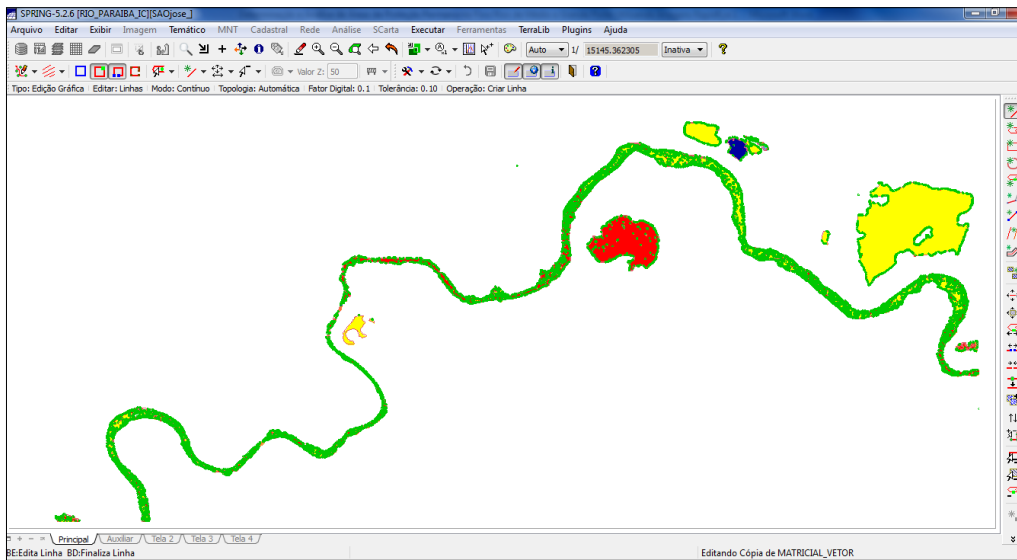 SPRING-5.2.6 [RIO_PARAIBA_IC][SAOjose_]
Arquivo Editar Exibir Imagem Temático MNT Cadastral Rede Análise SCarta Executar Ferramentas TerraLib Plugins Ajuda
Auto 1/ 15145.362305 Inativa
Valor Z: 50
Tipo: Edição Gráfica Editar: Linhas Modo: Contínuo Topologia: Automática Fator Digital: 0.1 Tolerância: 0.10 Operação: Criar Linha
Principal Auxiliar Tela 2 Tela 3 Tela 4
BE:Edita Linha BD:Finaliza Linha
Editando Cópia de MATRICIAL_VETOR